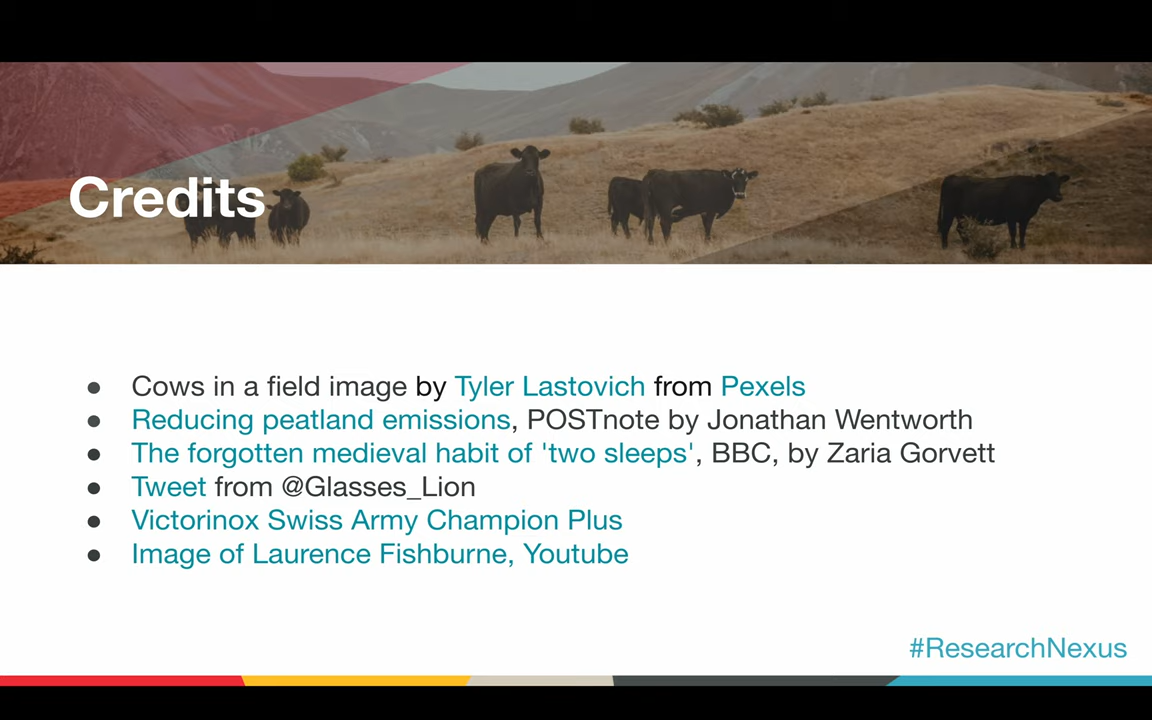 Credits
● Cows in a field image by Tyler Lastovich from Pexels
● Reducing peatland emissions, POSTnote by Jonathan Wentworth
● The forgotten medieval habit of 'two sleeps', BBC, by Zaria Gorvett
● Tweet from @Glasses_Lion
● Victorinox Swiss Army Champion Plus
● Image of Laurence Fishburne, Youtube
#ResearchNexus